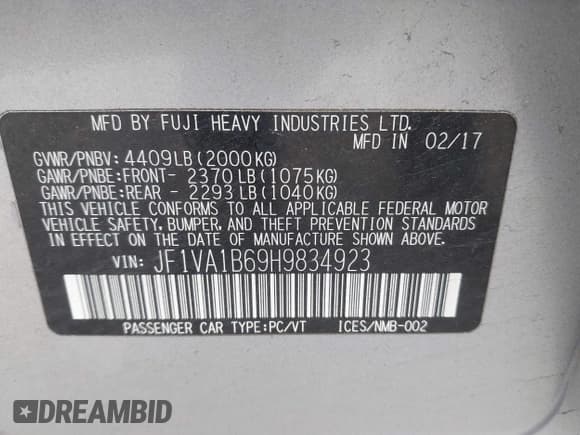 MFD BY FUJI HEAVY INDUSTRIES LTD.
MFD IN 02/17
GVWR/PNBV: 4409LB(2000KG)
GAWR/PNBE:FRONT- 2370LB(1075KG)
GAWR/PNBE:REAR - 2293LB(1040KG)
THIS VEHICLE CONFORMS TO ALL APPLICABLE FEDERAL MOTOR
VEHICLE SAFETY, BUMPER, AND THEFT PREVENTION STANDARDS
IN EFFECT ON THE DATE OF MANUFACTURE SHOWN ABOVE.
VIN: JF1VA1B69H9834923
PASSENGER CAR TYPE:PC/VT ICES/NMB-002
DREAMBID